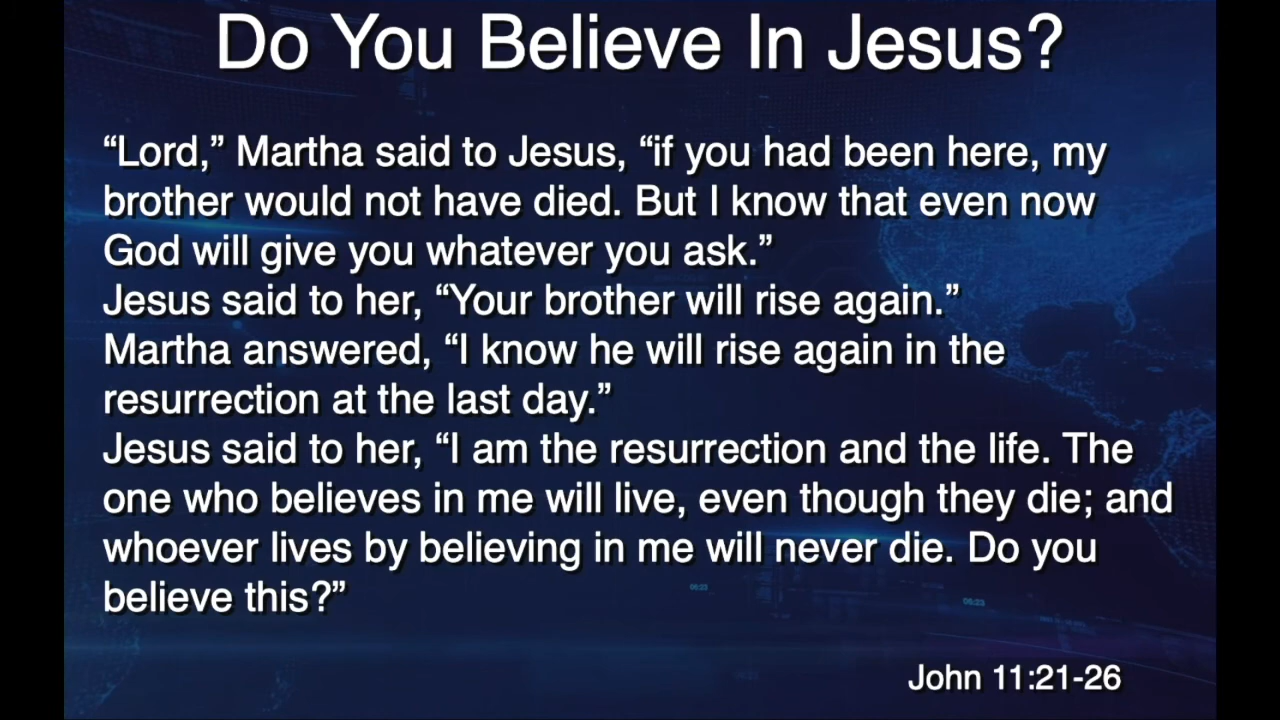 Do You Believe In Jesus?
“Lord,” Martha said to Jesus, “if you had been here, my
brother would not have died. But I know that even now
God will give you whatever you ask.”
Jesus said to her, “Your brother will rise again.”
Martha answered, “I know he will rise again in the
resurrection at the last day.”
Jesus said to her, “I am the resurrection and the life. The
one who believes in me will live, even though they die; and
whoever lives by believing in me will never die. Do you
believe this?”
06:23
06:23
John 11:21-26